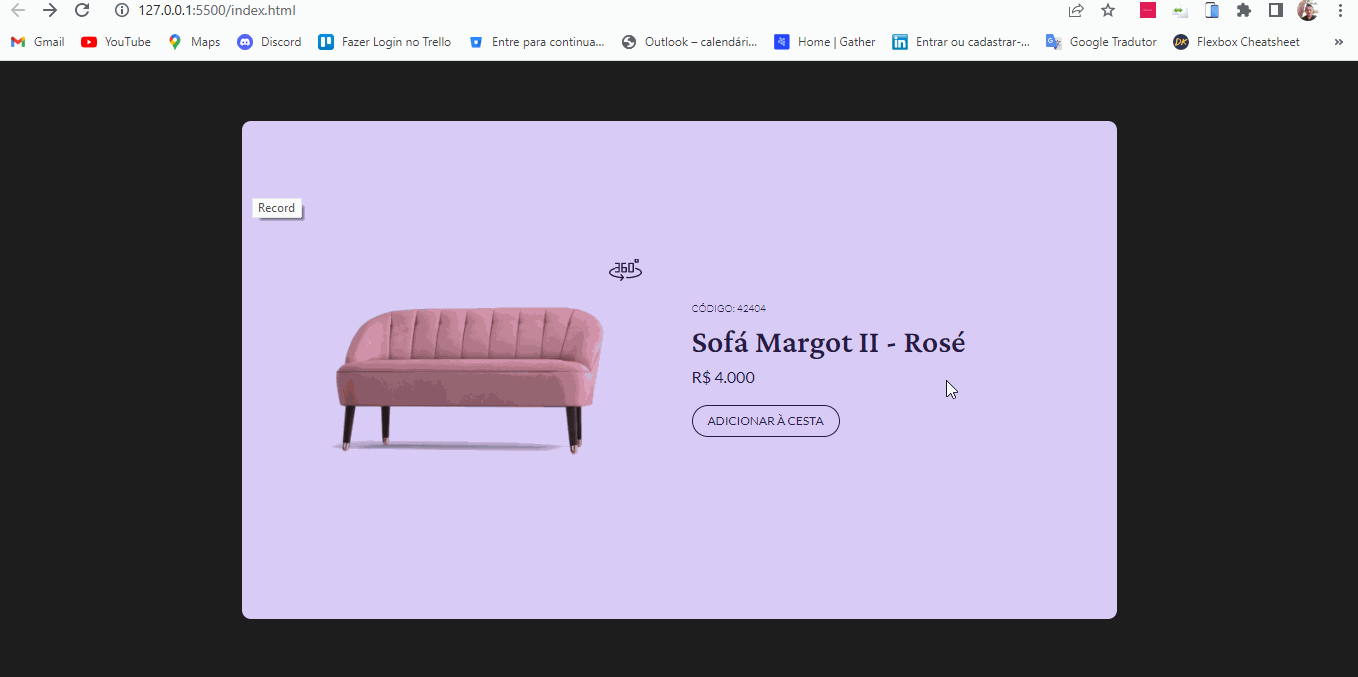 127.0.0.1:5500/index.html
Gmail YouTube Maps Discord Fazer Login no Trello Entre para continua... Outlook – calendári... Home | Gather Entrar ou cadastrar-... Google Tradutor DK Flexbox Cheatsheet »
Record
360°
CÓDIGO: 42404
Sofá Margot II - Rosé
R$ 4.000
ADICIONAR À CESTA